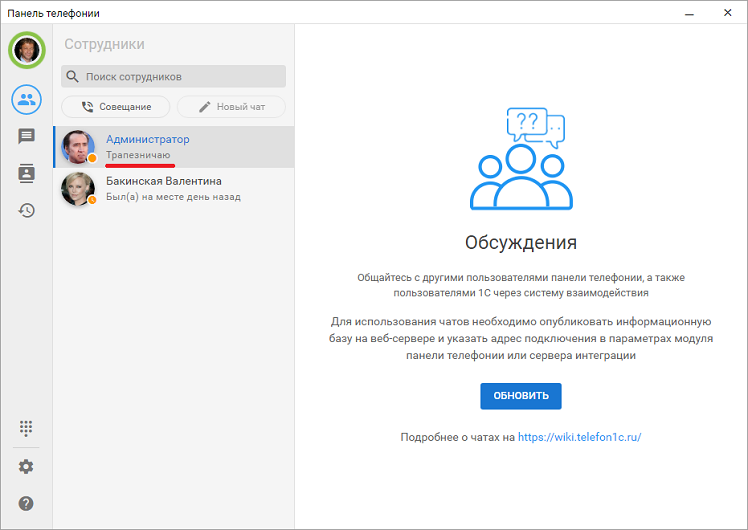 Панель телефонии
Сотрудники
Поиск сотрудников
Совещание
Новый чат
Администратор
Трапезничаю
Бакинская Валентина
Был(а) на месте день назад
??
Обсуждения
Общайтесь с другими пользователями панели телефонии, а также
пользователями 1С через систему взаимодействия
Для использования чатов необходимо опубликовать информационную
базу на веб-сервере и указать адрес подключения в параметрах модуля
панели телефонии или сервера интеграции
ОБНОВИТЬ
Подробнее о чатах на https://wiki.telefon1c.ru/